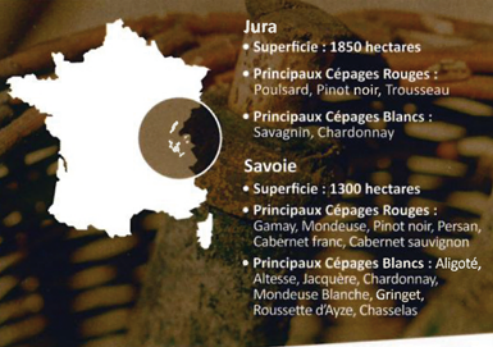 Jura
• Superficie : 1850 hectares
• Principaux Cépages Rouges :
Poulsard, Pinot noir, Trousseau
• Principaux Cépages Blancs :
Savagnin, Chardonnay
Savoie
• Superficie : 1300 hectares
• Principaux Cépages Rouges :
Gamay, Mondeuse, Pinot noir, Persan,
Cabernet franc, Cabernet sauvignon
• Principaux Cépages Blancs : Aligoté,
Altesse, Jacquère, Chardonnay,
Mondeuse Blanche, Gringet,
Roussette d'Ayze, Chasselas